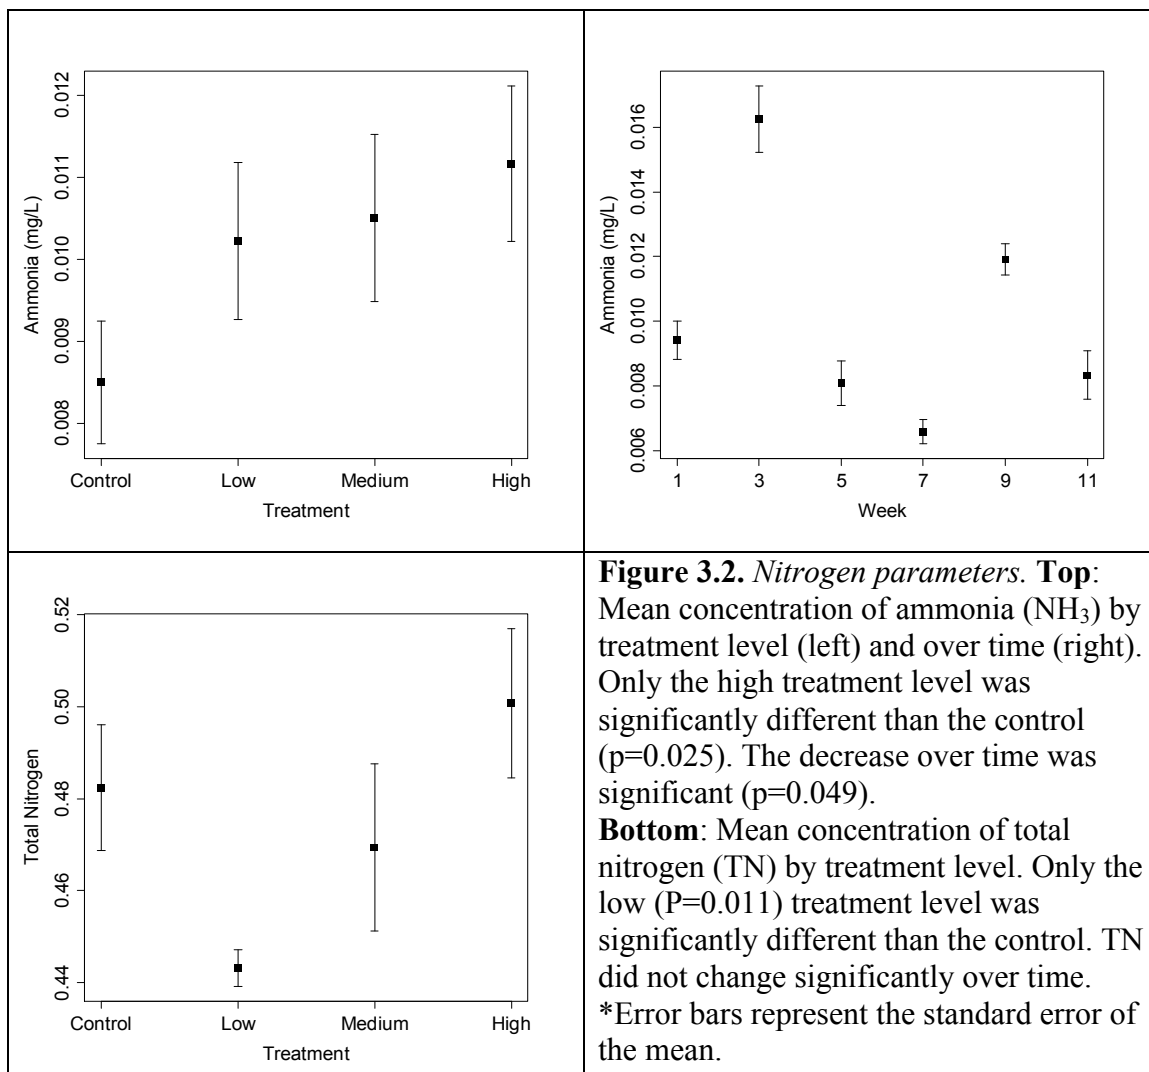 0.012
0.011
0.010
0.009
0.008
Ammonia (mg/L)
Control Low Medium High
Treatment
0.016
0.014
0.012
0.010
0.008
0.006
Ammonia (mg/L)
1 3 5 7 9 11
Week
0.52
0.50
0.48
0.46
0.44
Total Nitrogen
Control Low Medium High
Treatment
Figure 3.2. Nitrogen parameters. Top:
Mean concentration of ammonia (NH₃) by
treatment level (left) and over time (right).
Only the high treatment level was
significantly different than the control
(p=0.025). The decrease over time was
significant (p=0.049).
Bottom: Mean concentration of total
nitrogen (TN) by treatment level. Only the
low (P=0.011) treatment level was
significantly different than the control. TN
did not change significantly over time.
*Error bars represent the standard error of
the mean.